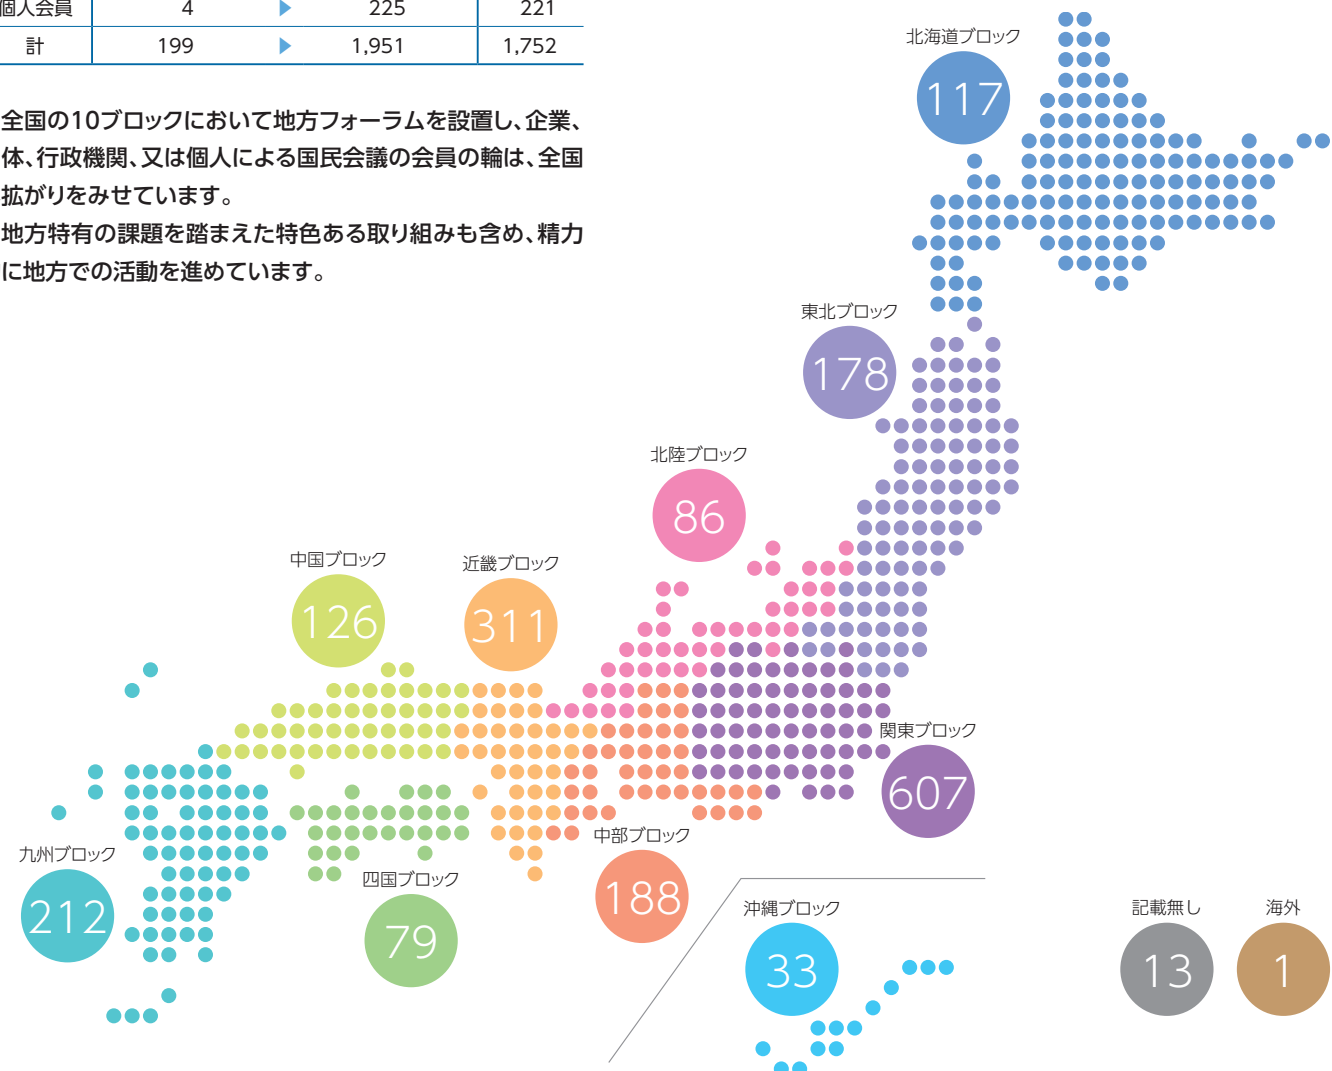 個人会員 4 ▶ 225 221
計 199 ▶ 1,951 1,752
全国の10ブロックにおいて地方フォーラムを設置し、企業、
体、行政機関、又は個人による国民会議の会員の輪は、全国
拡がりをみせています。
地方特有の課題を踏まえた特色ある取り組みも含め、精力
に地方での活動を進めています。
北海道ブロック
117
東北ブロック
178
北陸ブロック
86
中国ブロック
126
近畿ブロック
311
関東ブロック
607
中部ブロック
188
九州ブロック
212
四国ブロック
79
沖縄ブロック
33
記載無し
13
海外
1